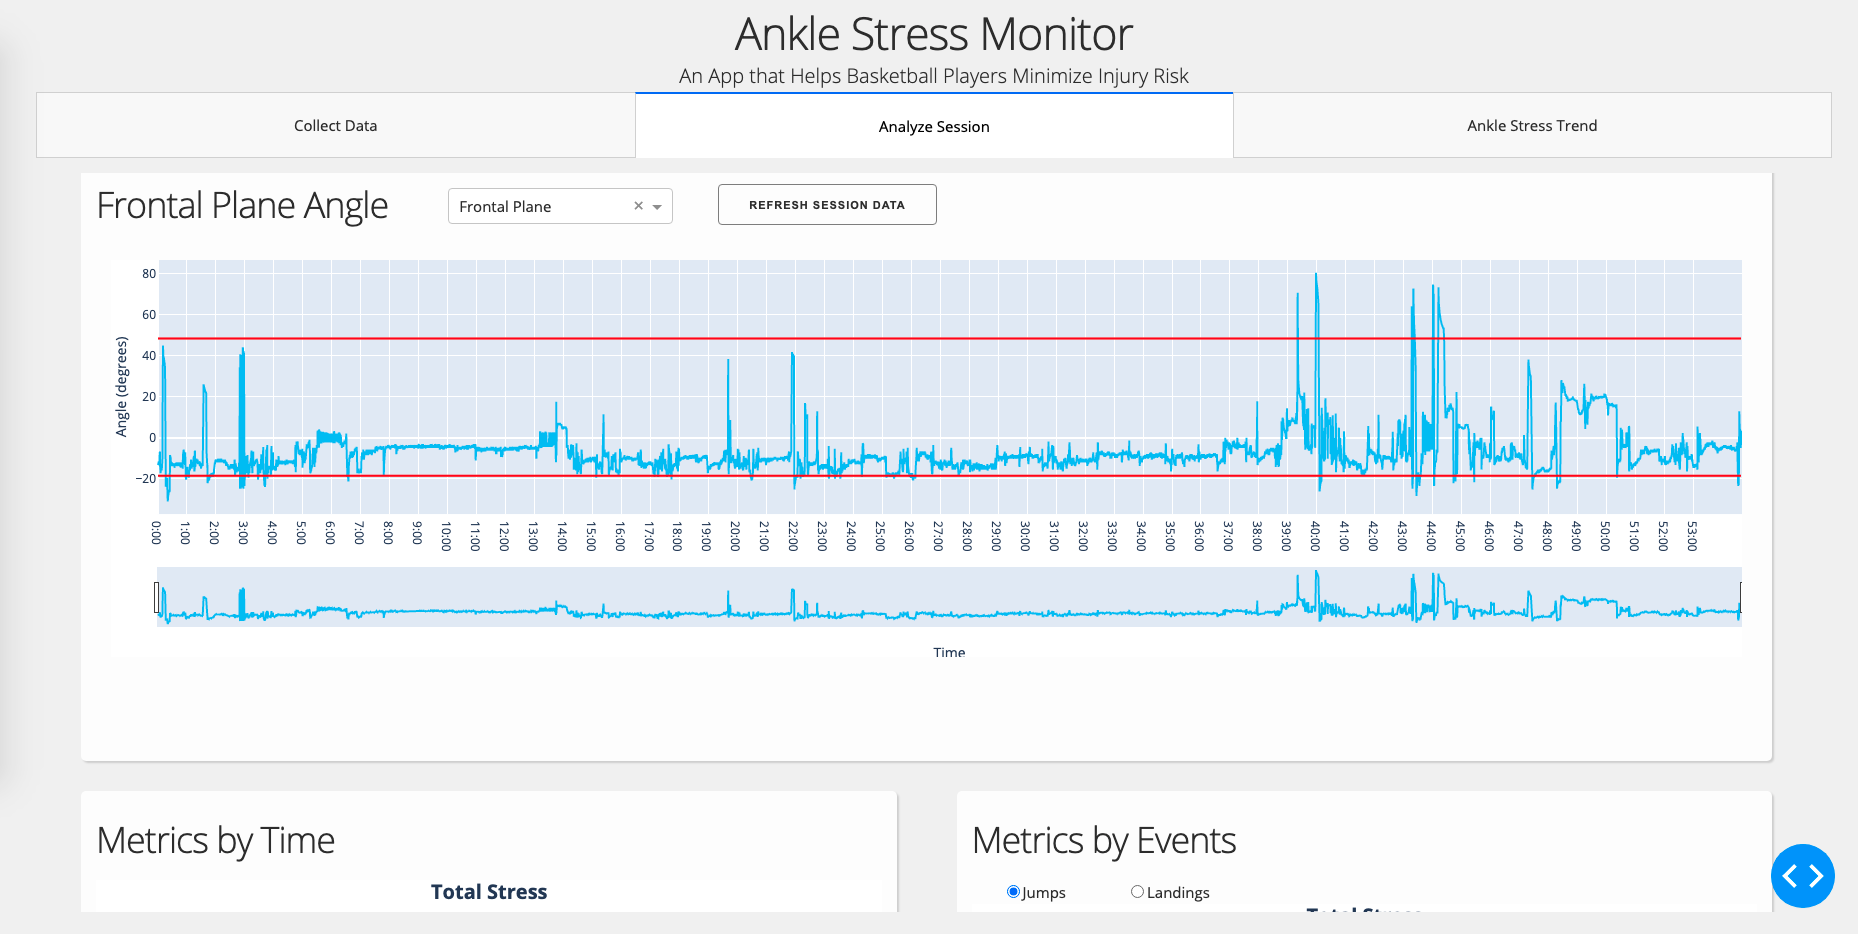 Ankle Stress Monitor
An App that Helps Basketball Players Minimize Injury Risk
Collect Data
Analyze Session
Ankle Stress Trend
Frontal Plane Angle
Frontal Plane
REFRESH SESSION DATA
Angle (degrees)
80
60
40
20
0
−20
0:00 1:00 2:00 3:00 4:00 5:00 6:00 7:00 8:00 9:00 10:00 11:00 12:00 13:00 14:00 15:00 16:00 17:00 18:00 19:00 20:00 21:00 22:00 23:00 24:00 25:00 26:00 27:00 28:00 29:00 30:00 31:00 32:00 33:00 34:00 35:00 36:00 37:00 38:00 39:00 40:00 41:00 42:00 43:00 44:00 45:00 46:00 47:00 48:00 49:00 50:00 51:00 52:00 53:00
Time
Metrics by Time
Total Stress
Metrics by Events
Jumps
Landings
Total Stress